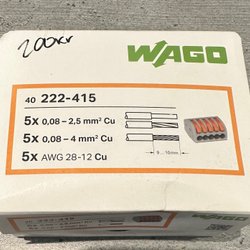 200kr
WAGO
40 222-415
5x 0,08-2,5 mm² Cu
5x 0,08-4 mm² Cu
5x AWG 28-12 Cu
9 ... 10mm